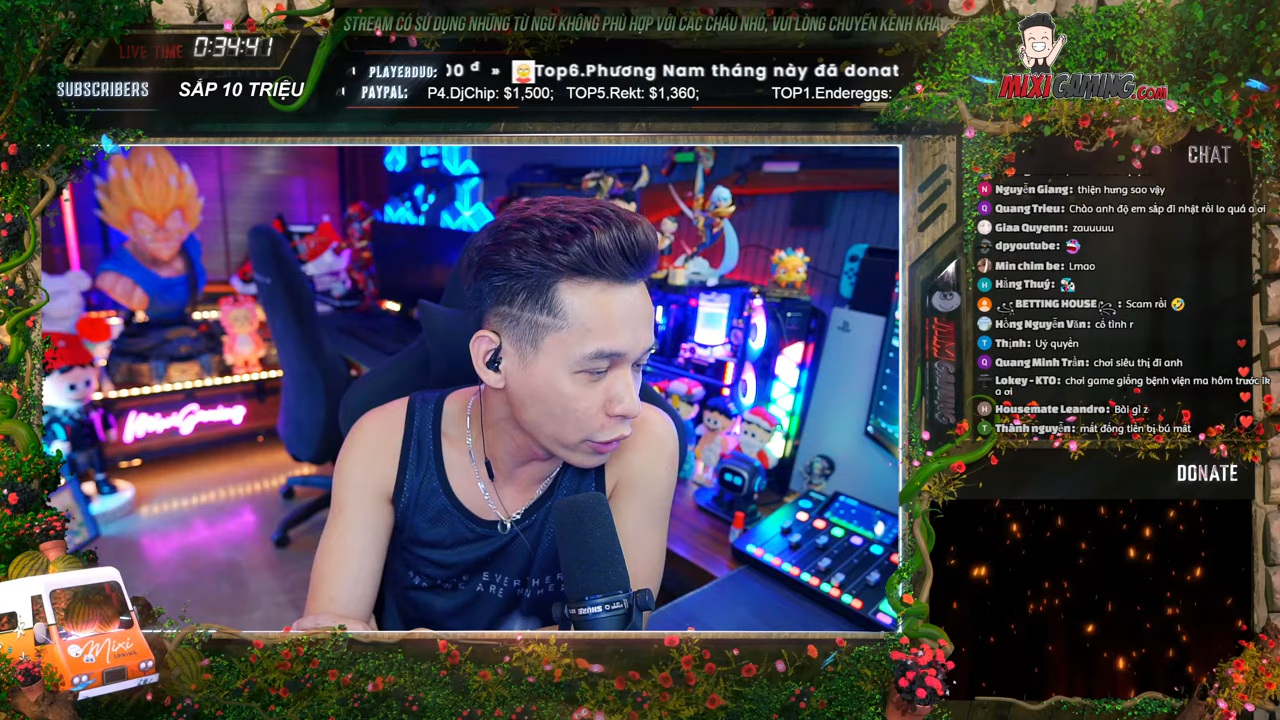 STREAM CÓ SỬ DỤNG NHỮNG TỪ NGỮ KHÔNG PHÙ HỢP VỚI CÁC CHÁU NHỎ, VUI LÒNG CHUYỂN KÊNH KHÁC
LIVE TIME 0:34:41
SUBSCRIBERS SẮP 10 TRIỆU
PLAYERDUO: 00 đ » Top6.Phương Nam tháng này đã donat
PAYPAL: P4.DjChip: $1,500; TOP5.Rekt: $1,360; TOP1.Endereggs:
MIXIGAMING.COM
CHAT
Nguyễn Giang: thiện hưng sao vậy
Quang Trieu: Chào anh độ em sắp đi nhật rồi lo quá a ơi
Giaa Quyenn: zauuuuu
dpyoutube:
Min chim be: Lmao
Hằng Thuý:
BETTING HOUSE: Scam rồi 🤣
Hồng Nguyễn Văn: cố tình r
Thịnh: Uỷ quyền
Quang Minh Trần: chơi siêu thị đi anh
Lokey - KTO: chơi game giống bệnh viện ma hôm trước ik
a ơi
Housemate Leandro: Bài gì z
Thành nguyễn: mất đống tiền bị bú mất
DONATE
MixiGaming
SHURE
Mixi
SPRING